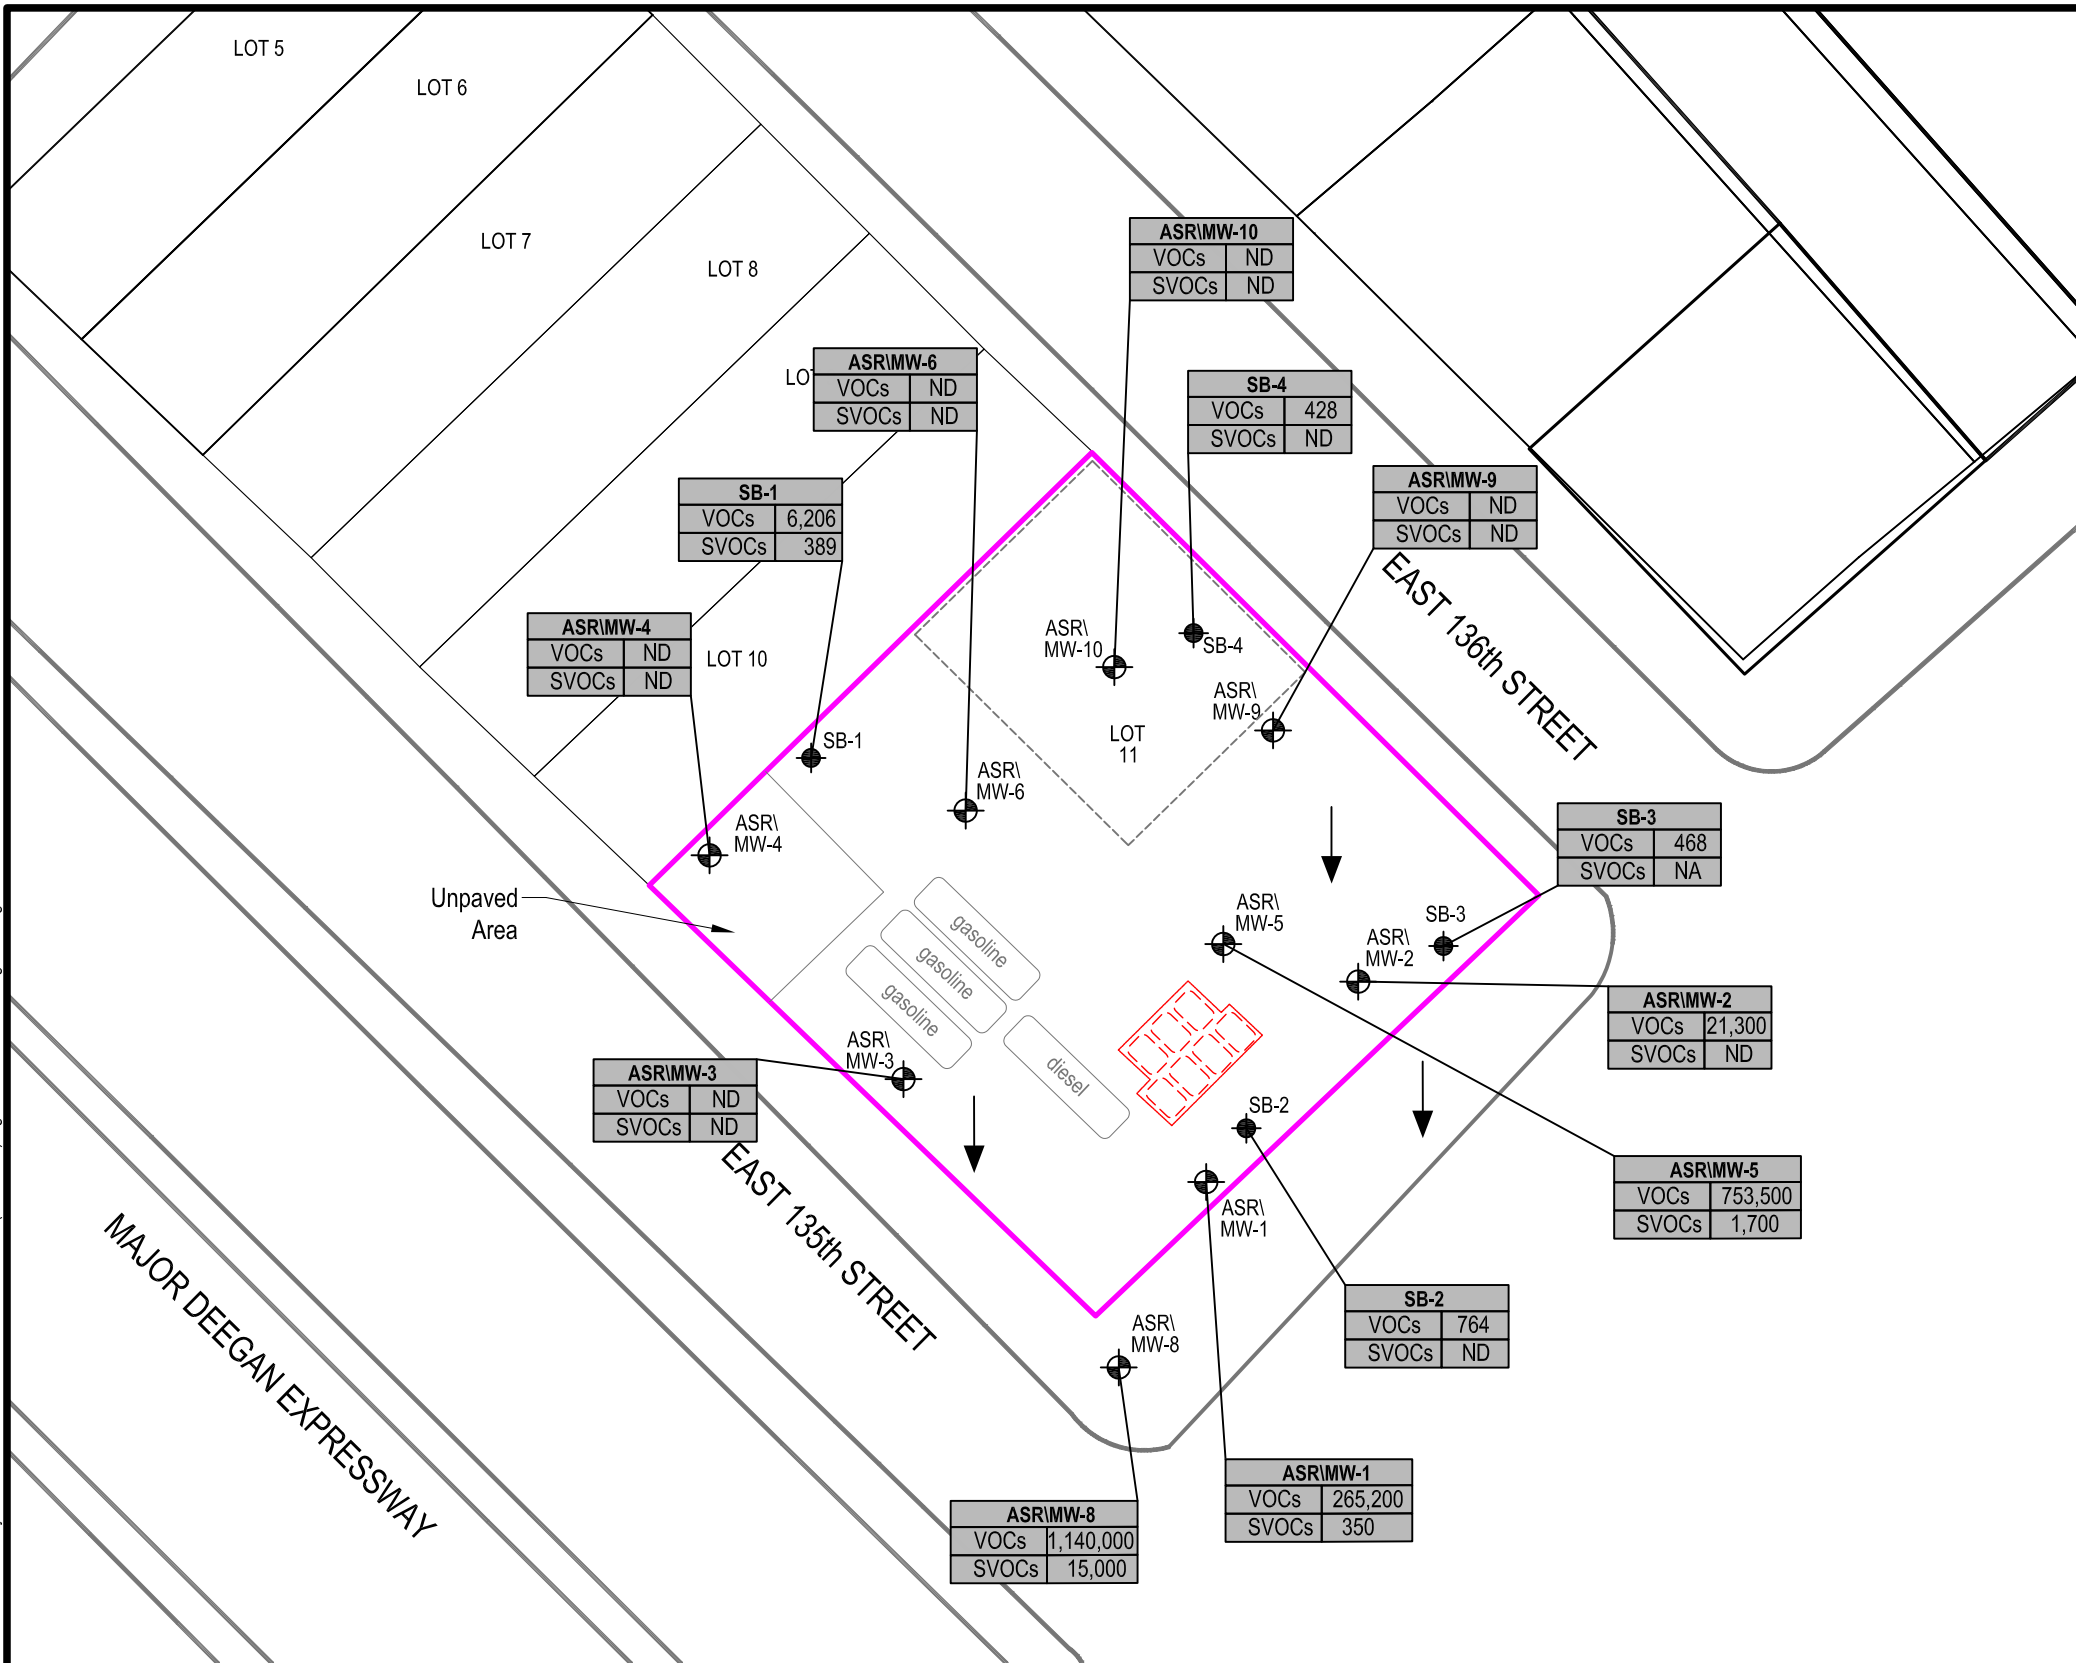 LOT 5
LOT 6
LOT 7
LOT 8
ASR\MW-10
VOCs ND
SVOCs ND
LOT
ASR\MW-6
VOCs ND
SVOCs ND
SB-4
VOCs 428
SVOCs ND
ASR\MW-9
VOCs ND
SVOCs ND
SB-1
VOCs 6,206
SVOCs 389
EAST 136th STREET
ASR\MW-4
VOCs ND
SVOCs ND
LOT 10
ASR\
MW-10
SB-4
ASR\
MW-9
LOT
11
SB-1
ASR\
MW-6
ASR\
MW-4
SB-3
VOCs 468
SVOCs NA
Unpaved
Area
gasoline
gasoline
gasoline
diesel
ASR\
MW-5
SB-3
ASR\
MW-2
ASR\MW-2
VOCs 21,300
SVOCs ND
ASR\
MW-3
ASR\MW-3
VOCs ND
SVOCs ND
SB-2
EAST 135th STREET
ASR\MW-5
VOCs 753,500
SVOCs 1,700
ASR\
MW-1
MAJOR DEEGAN EXPRESSWAY
SB-2
VOCs 764
SVOCs ND
ASR\
MW-8
ASR\MW-1
VOCs 265,200
SVOCs 350
ASR\MW-8
VOCs 1,140,000
SVOCs 15,000